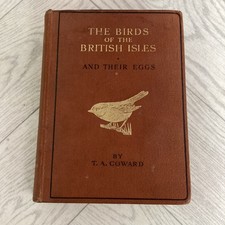 THE BIRDS
OF THE
BRITISH ISLES
AND THEIR EGGS
BY
T. A. COWARD